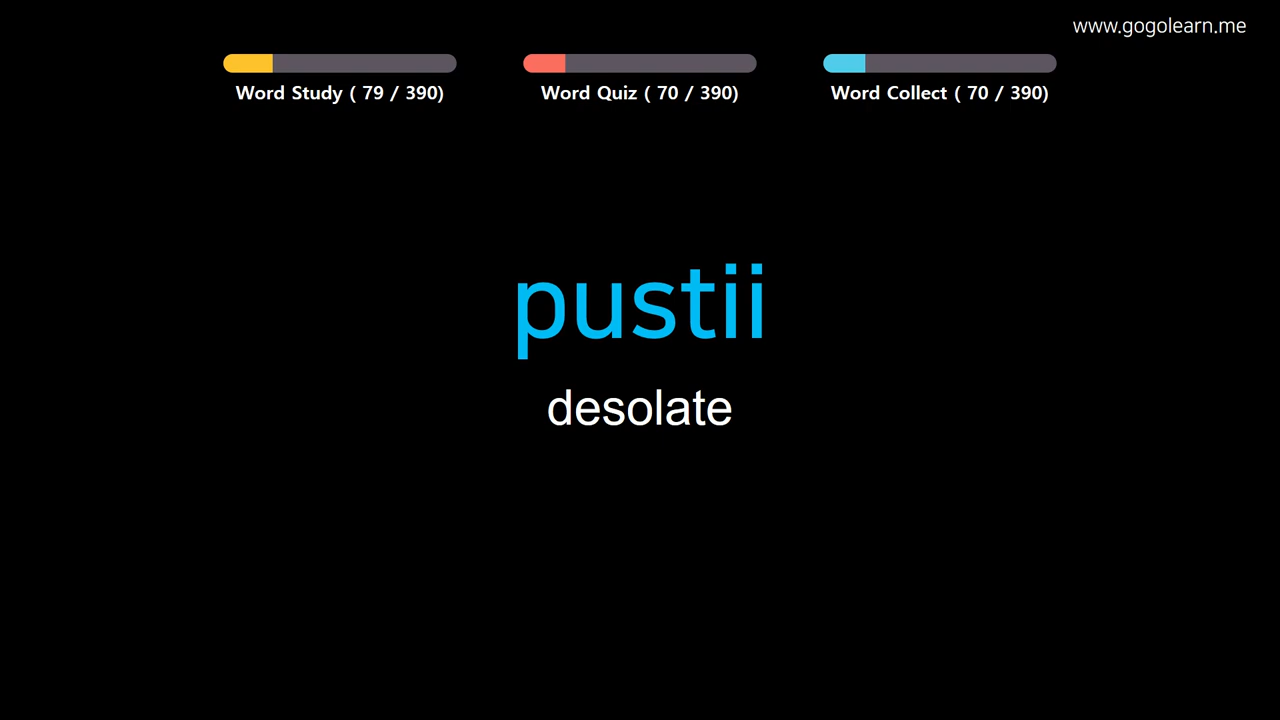 www.gogolearn.me
Word Study ( 79 / 390)
Word Quiz ( 70 / 390)
Word Collect ( 70 / 390)
pustii
desolate